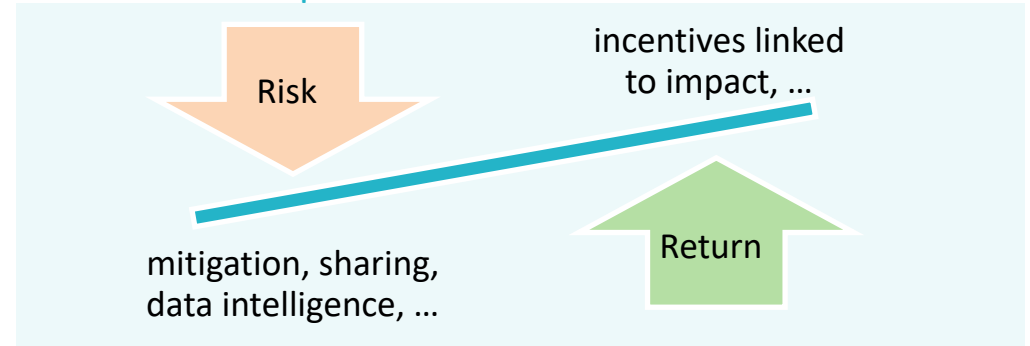 Risk
incentives linked
to impact, …
mitigation, sharing,
data intelligence, …
Return